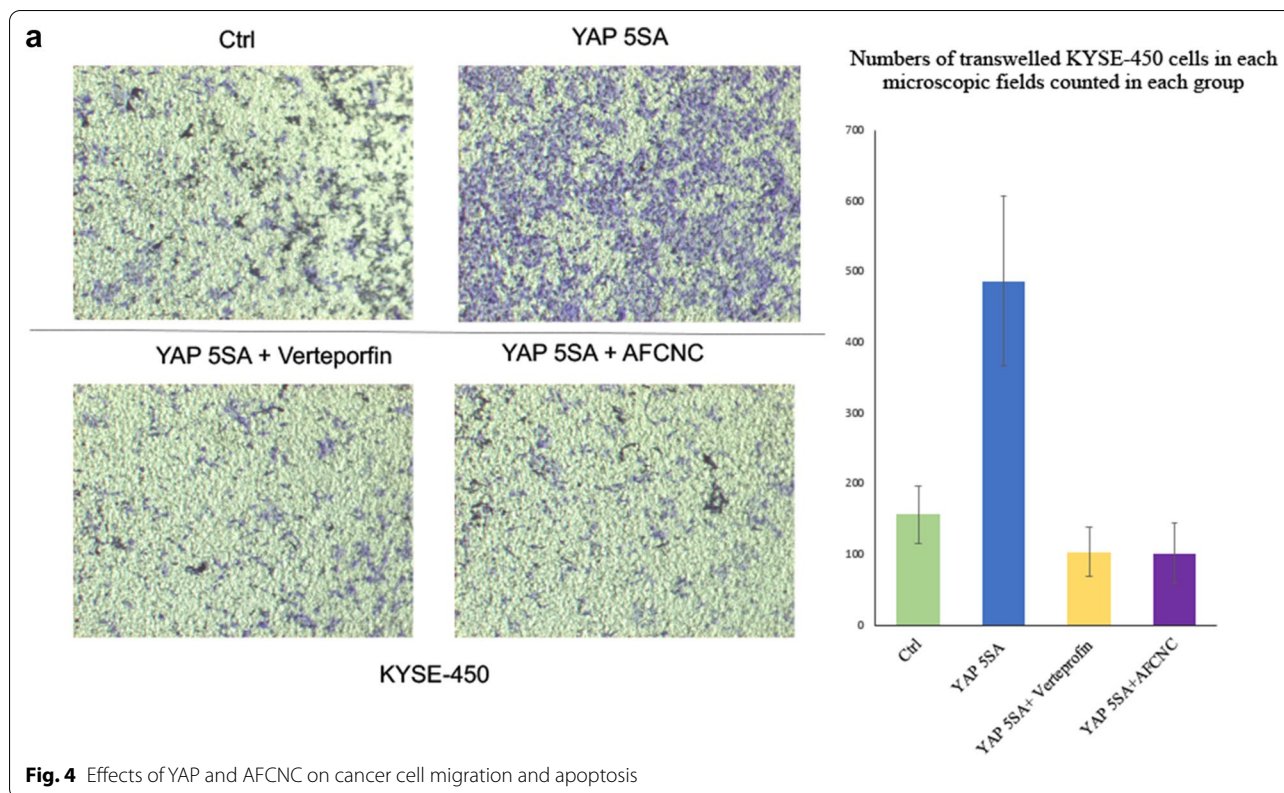 a
Ctrl
YAP 5SA
YAP 5SA + Verteporfin
YAP 5SA + AFCNC
KYSE-450
Numbers of transwelled KYSE-450 cells in each
microscopic fields counted in each group
700
600
500
400
300
200
100
0
Ctrl
YAP 5SA
YAP 5SA+ Verteprofin
YAP 5SA+AFCNC
Fig. 4 Effects of YAP and AFCNC on cancer cell migration and apoptosis